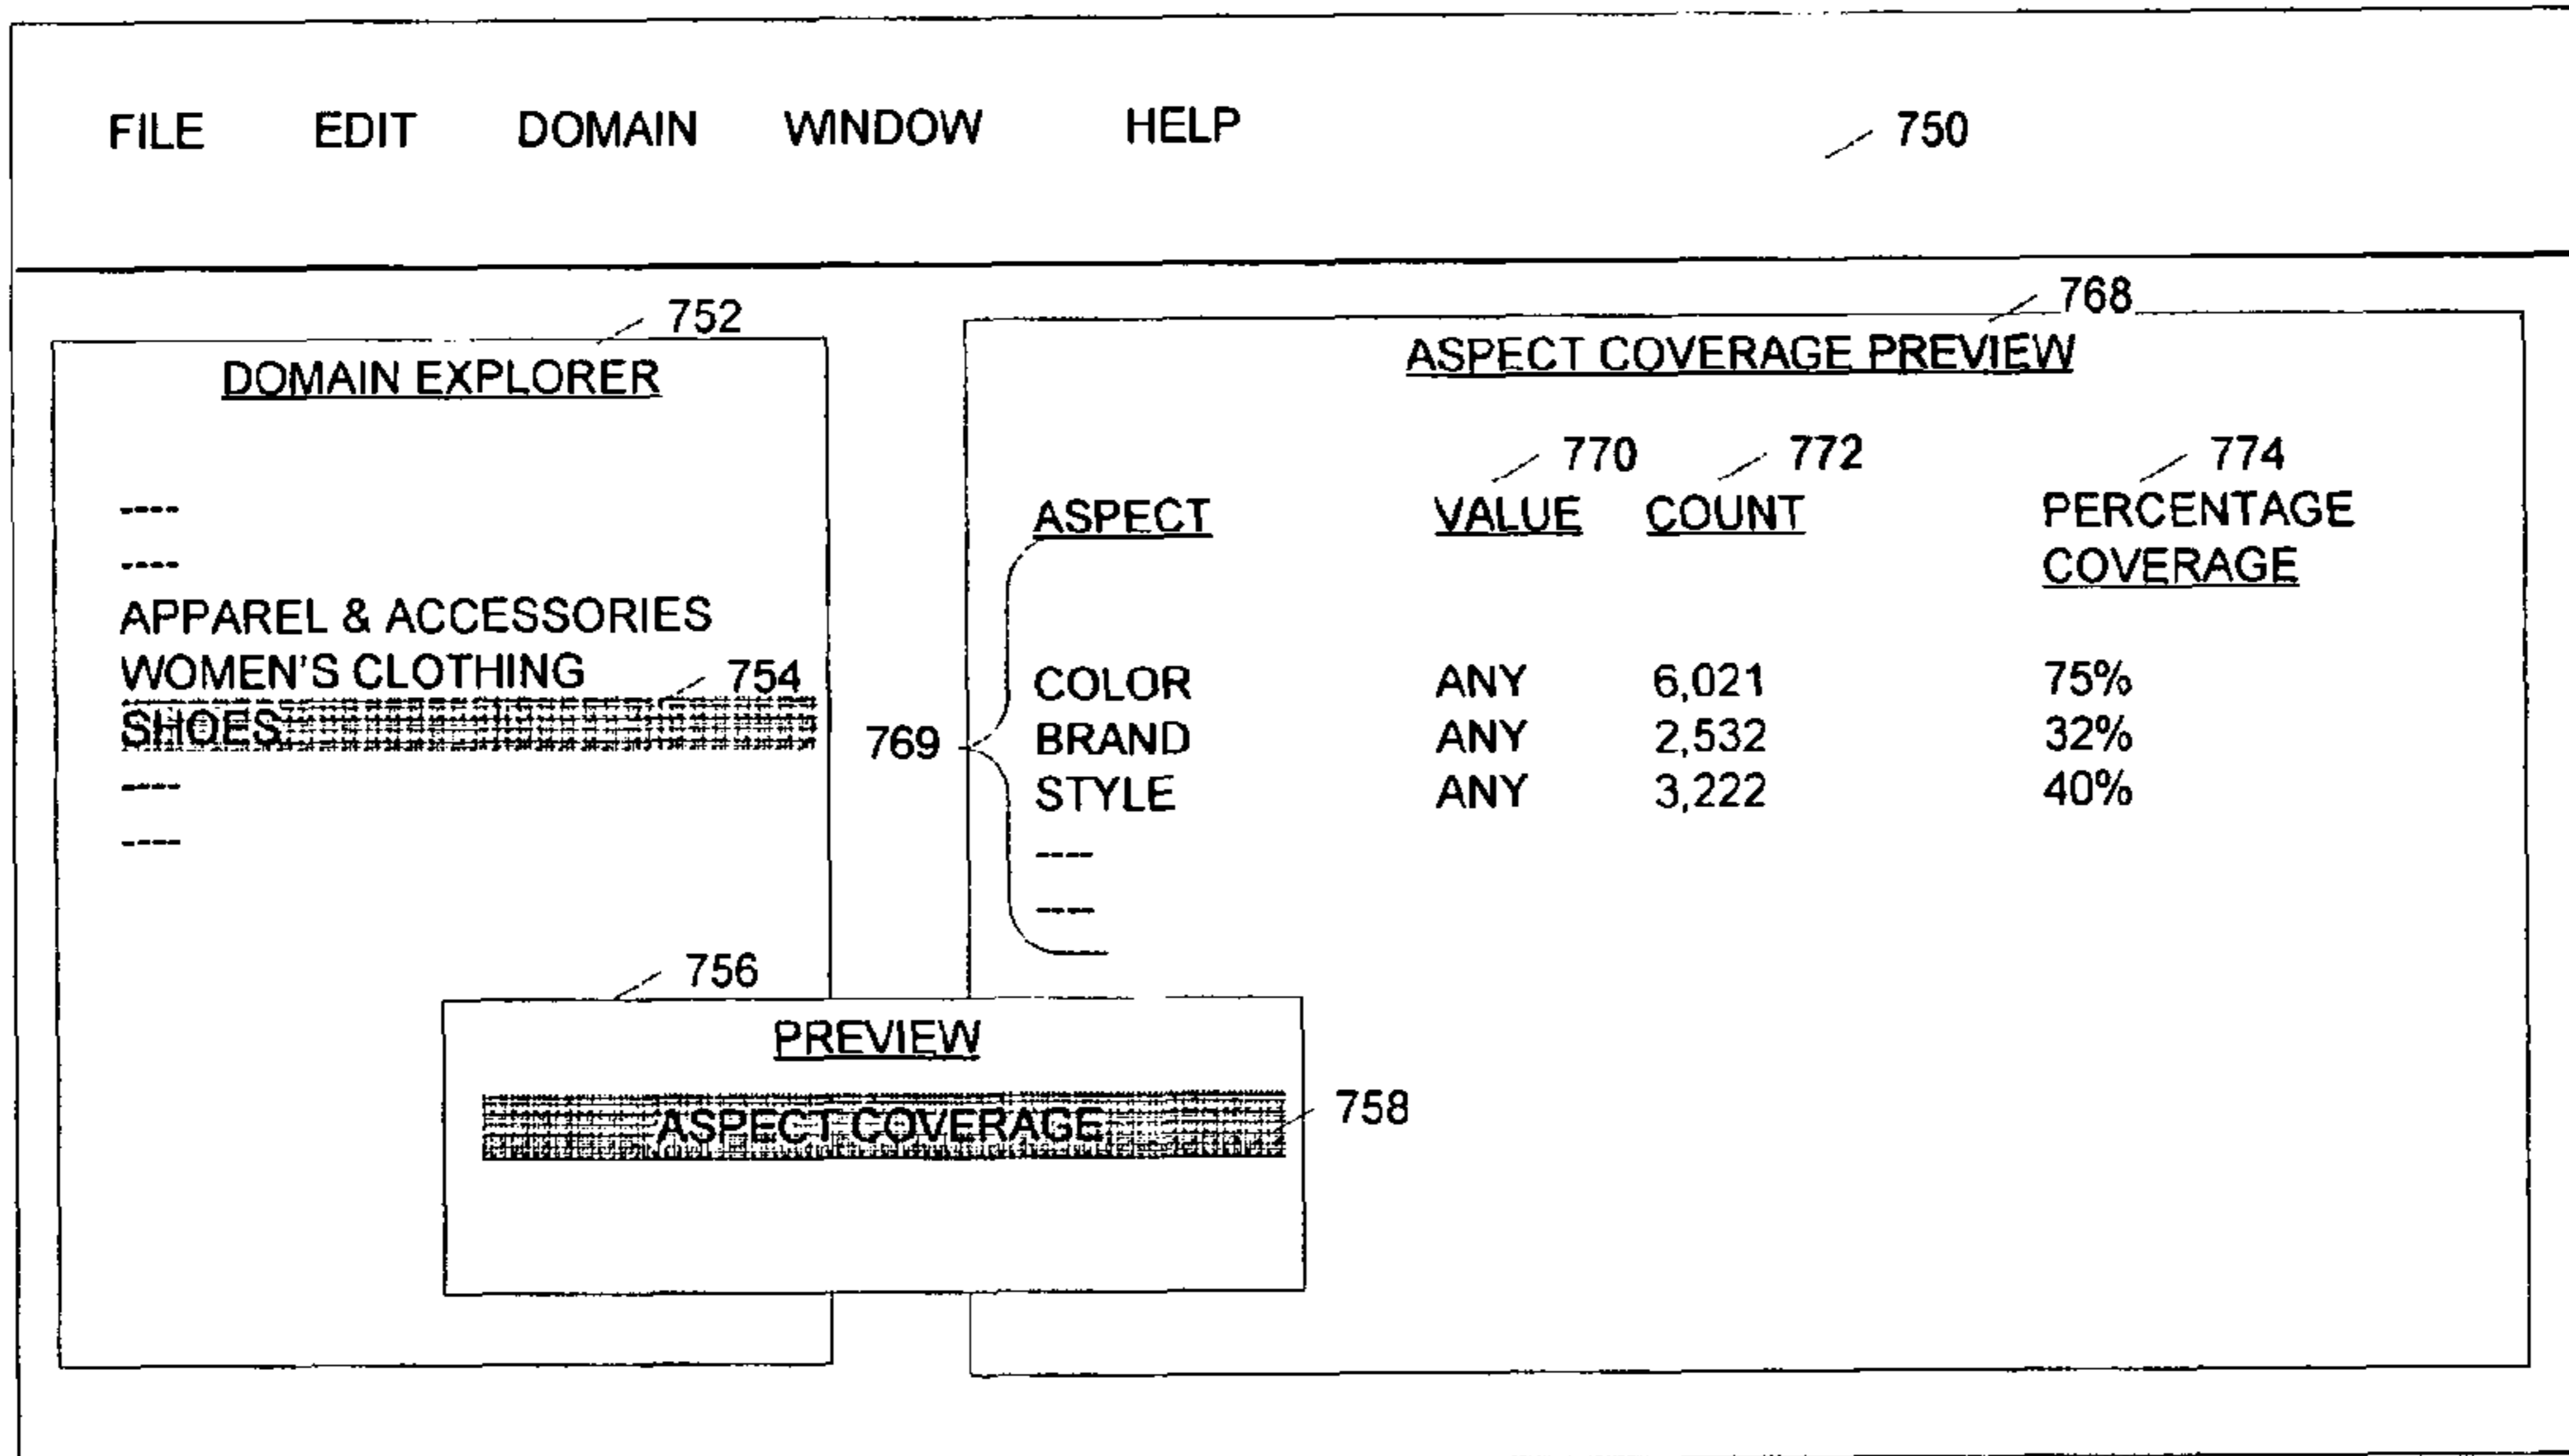 FILE EDIT DOMAIN WINDOW HELP 750
752
DOMAIN EXPLORER
----
----
APPAREL & ACCESSORIES
WOMEN'S CLOTHING
754
SHOES
----
----
768
ASPECT COVERAGE PREVIEW
770 772 774
ASPECT VALUE COUNT PERCENTAGE
COVERAGE
COLOR ANY 6,021 75%
769 BRAND ANY 2,532 32%
STYLE ANY 3,222 40%
----
----
756
PREVIEW
ASPECT COVERAGE 758